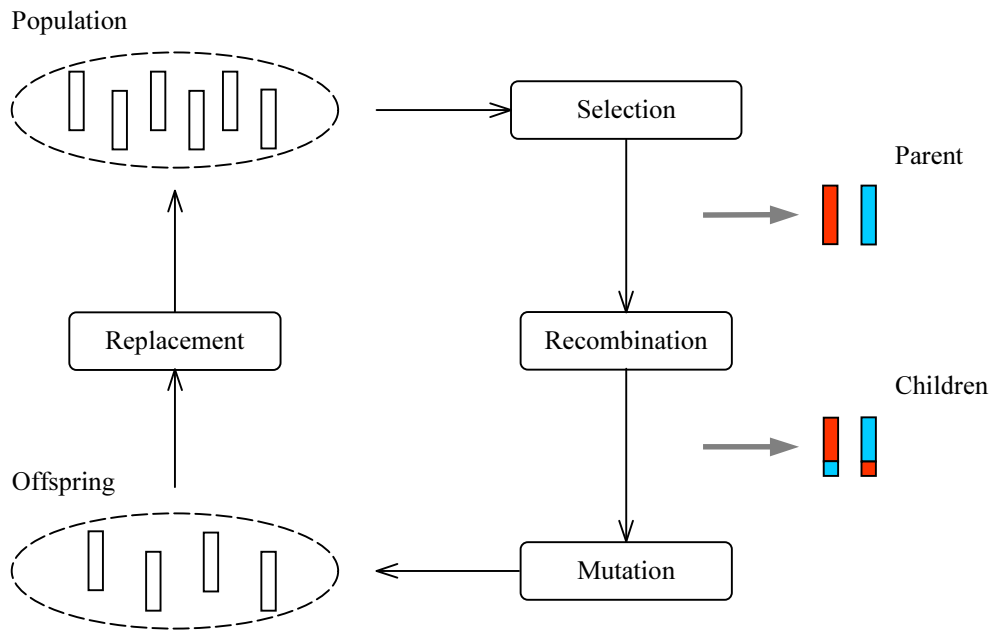 Population
Selection
Parent
Replacement
Recombination
Children
Offspring
Mutation